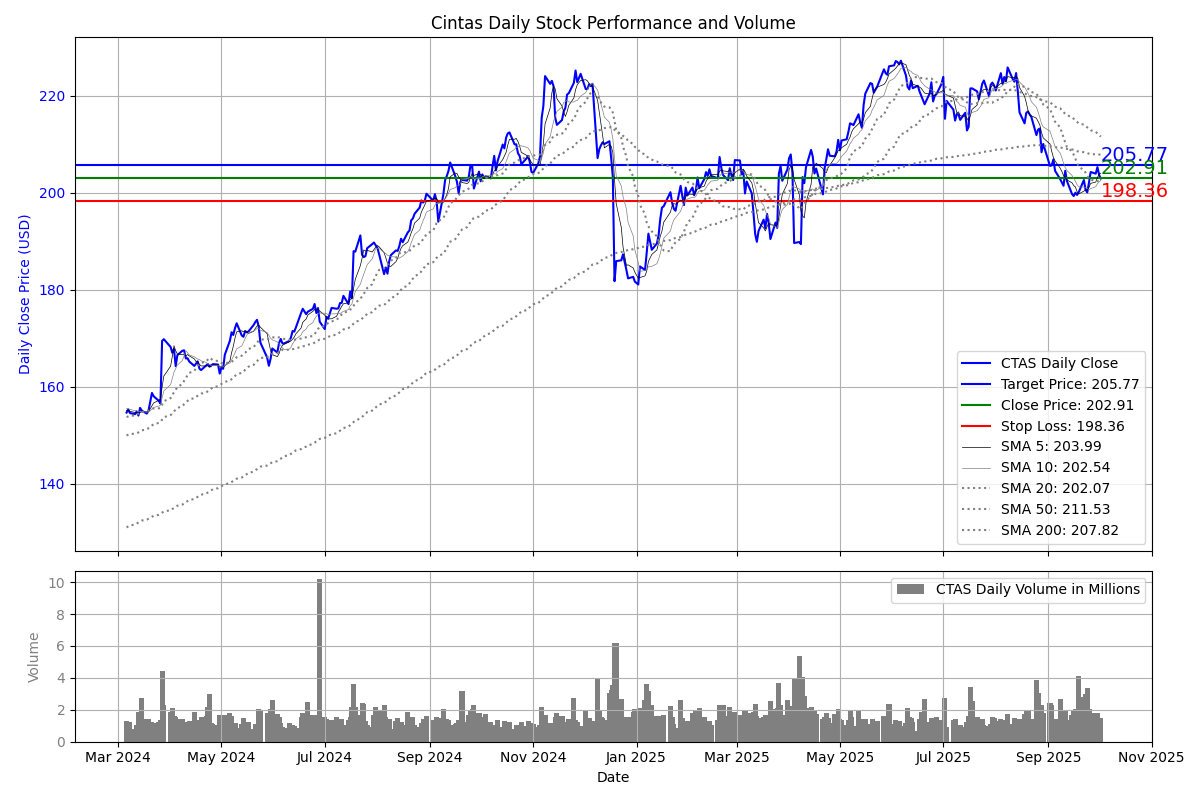 Cintas Daily Stock Performance and Volume
Daily Close Price (USD)
220
200
180
160
140
205.77
202.91
198.36
CTAS Daily Close
Target Price: 205.77
Close Price: 202.91
Stop Loss: 198.36
SMA 5: 203.99
SMA 10: 202.54
SMA 20: 202.07
SMA 50: 211.53
SMA 200: 207.82
Volume
10
8
6
4
2
0
CTAS Daily Volume in Millions
Mar 2024 May 2024 Jul 2024 Sep 2024 Nov 2024 Jan 2025 Mar 2025 May 2025 Jul 2025 Sep 2025 Nov 2025
Date